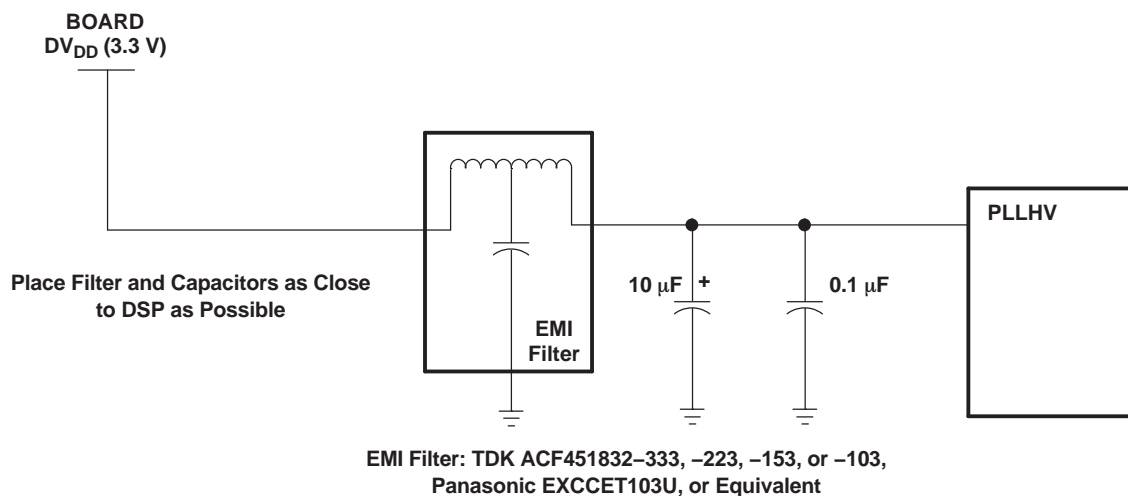 BOARD
DVDD (3.3 V)
PLLHV
Place Filter and Capacitors as Close
to DSP as Possible
10 μF
+
0.1 μF
EMI
Filter
EMI Filter: TDK ACF451832–333, –223, –153, or –103,
Panasonic EXCCET103U, or Equivalent